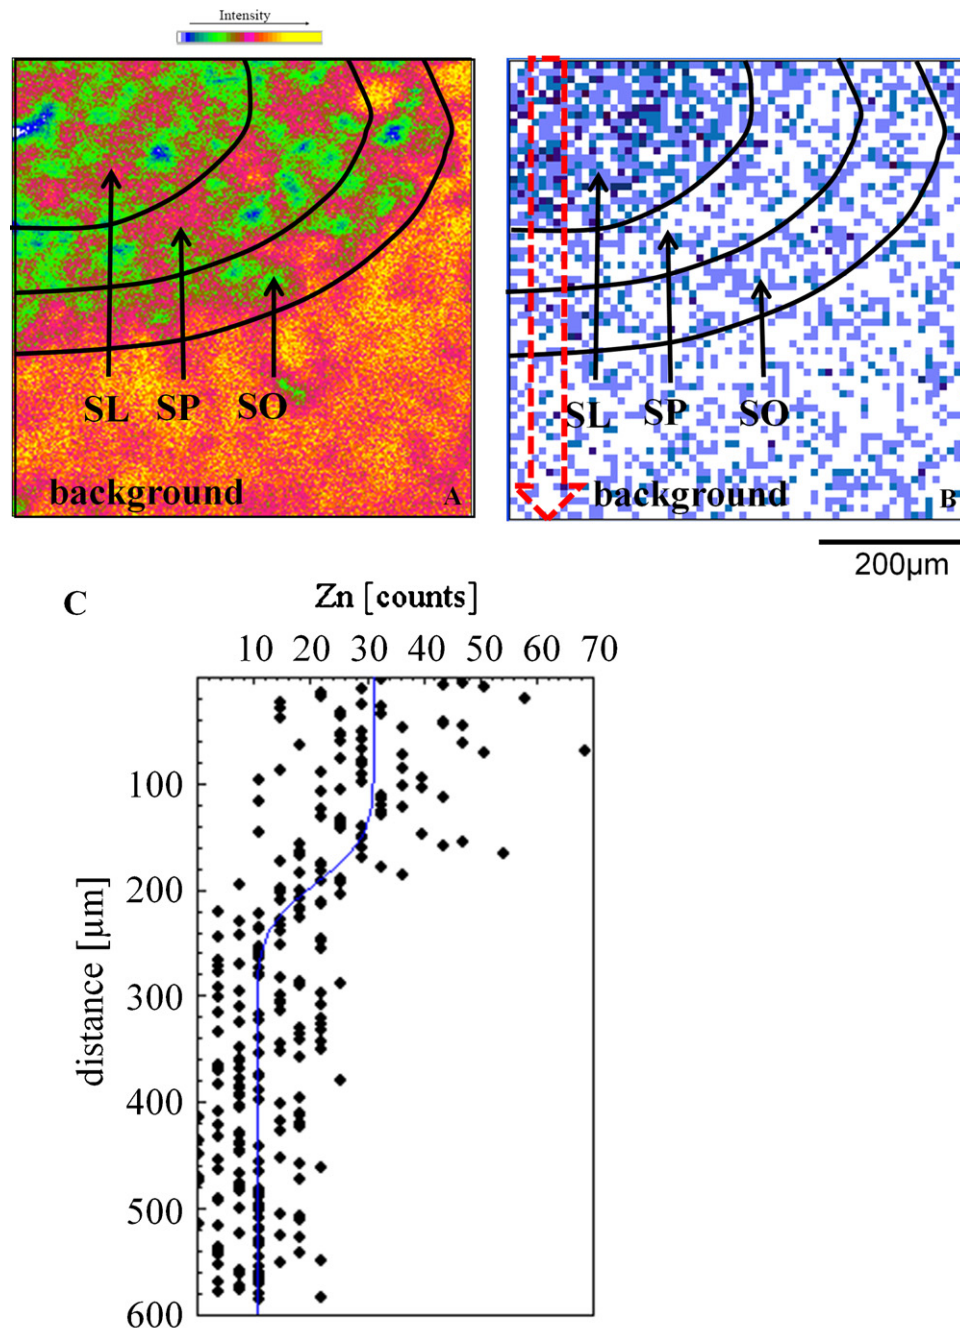 Intensity
SL SP SO
background A
SL SP SO
background B
200µm
C
Zn [counts]
10 20 30 40 50 60 70
100
200
300
400
500
600
distance [µm]